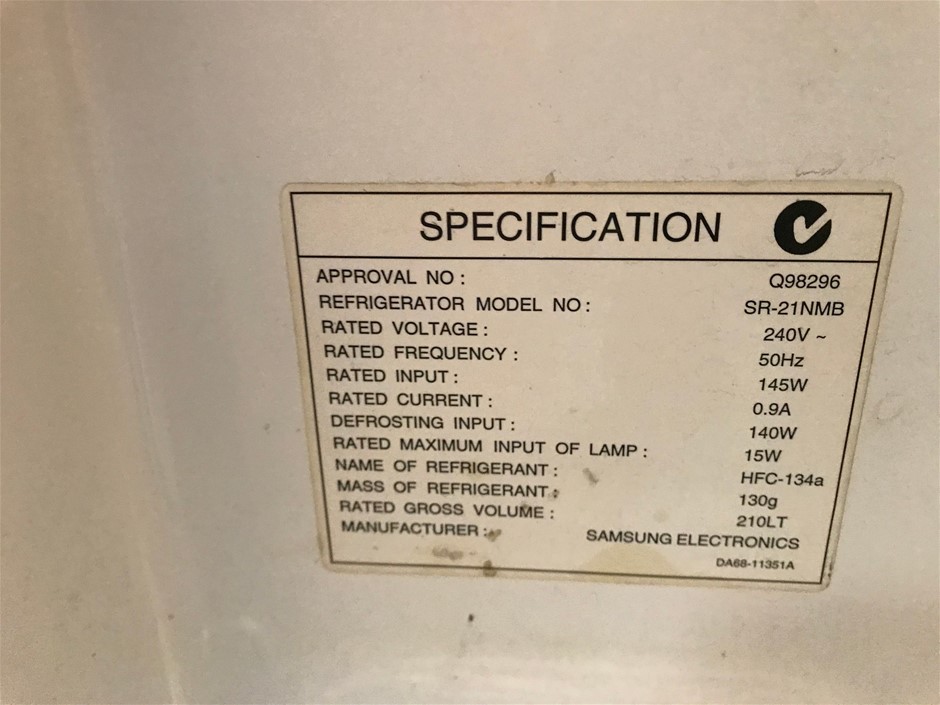 SPECIFICATION
APPROVAL NO : Q98296
REFRIGERATOR MODEL NO : SR-21NMB
RATED VOLTAGE : 240V ~
RATED FREQUENCY : 50Hz
RATED INPUT : 145W
RATED CURRENT : 0.9A
DEFROSTING INPUT : 140W
RATED MAXIMUM INPUT OF LAMP : 15W
NAME OF REFRIGERANT : HFC-134a
MASS OF REFRIGERANT : 130g
RATED GROSS VOLUME : 210LT
MANUFACTURER : SAMSUNG ELECTRONICS
DA68-11351A